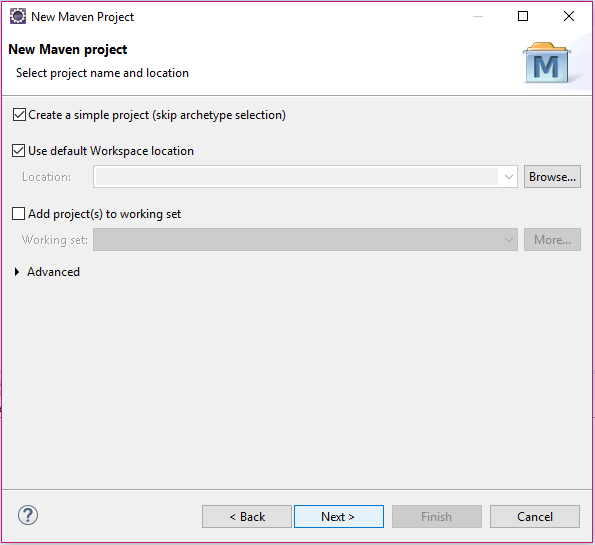 New Maven Project
New Maven project
Select project name and location
M
Create a simple project (skip archetype selection)
Use default Workspace location
Location:
Browse...
Add project(s) to working set
Working set:
More...
Advanced
?
< Back
Next >
Finish
Cancel